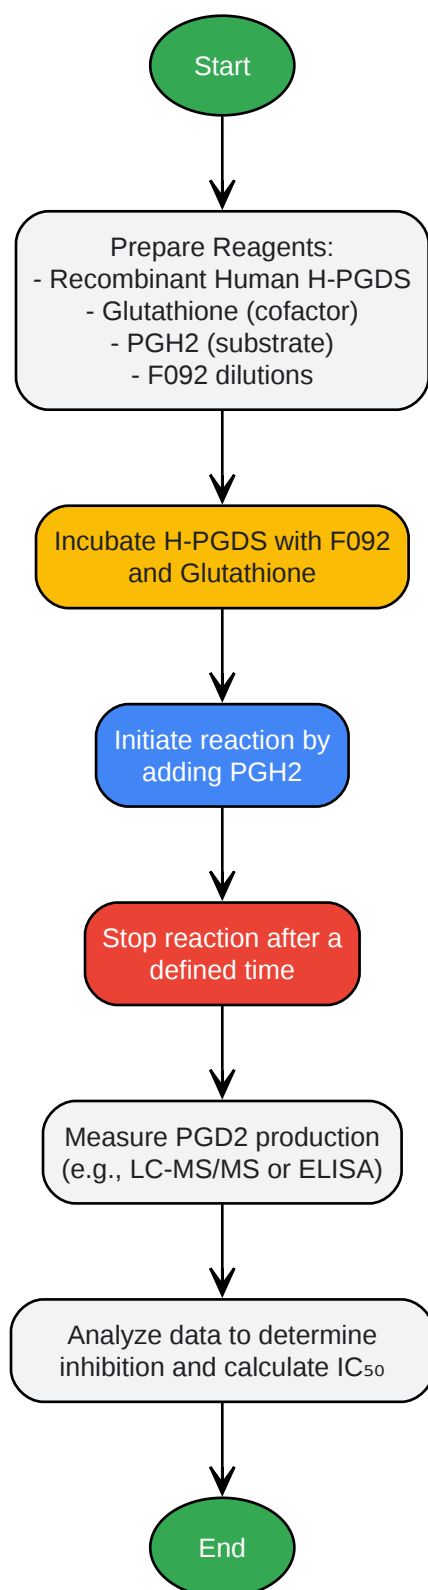 Start
Prepare Reagents:
- Recombinant Human H-PGDS
- Glutathione (cofactor)
- PGH2 (substrate)
- F092 dilutions
Incubate H-PGDS with F092
and Glutathione
Initiate reaction by
adding PGH2
Stop reaction after a
defined time
Measure PGD2 production
(e.g., LC-MS/MS or ELISA)
Analyze data to determine
inhibition and calculate IC₅₀
End